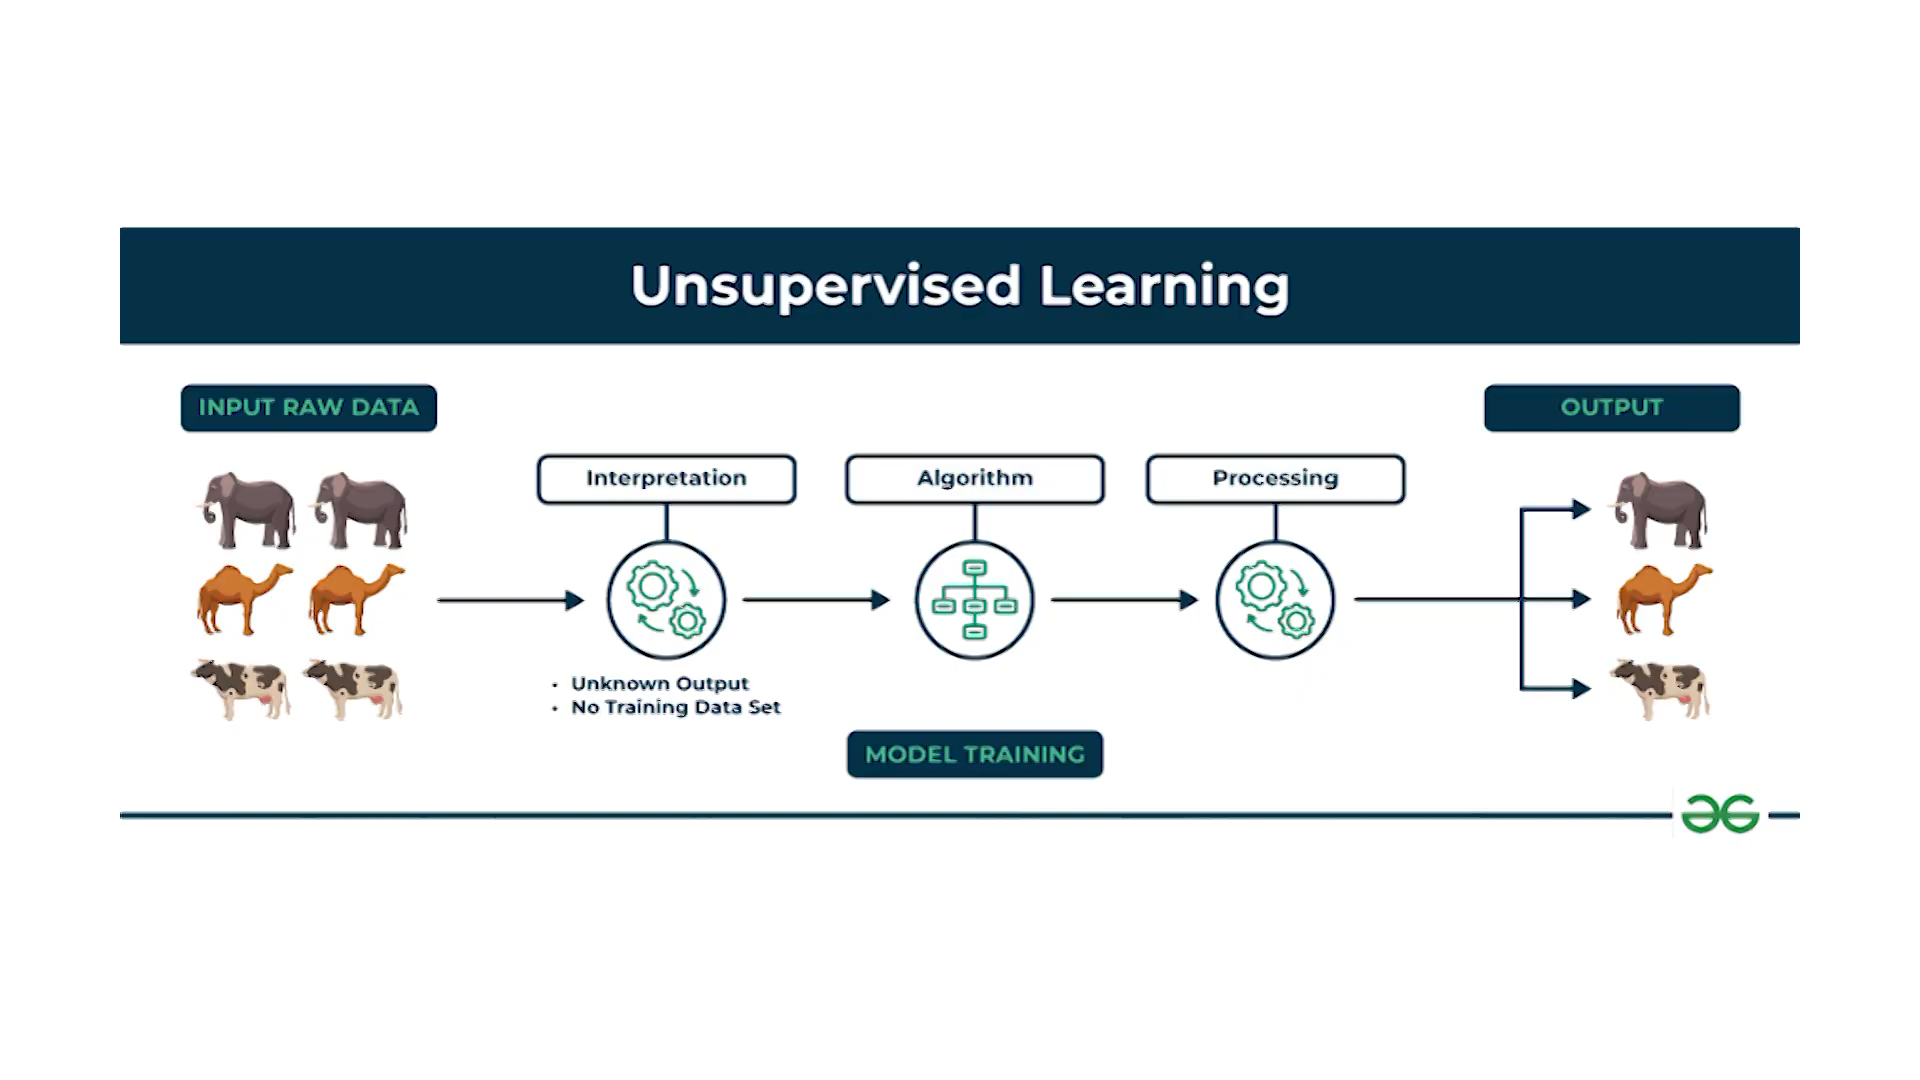 Unsupervised Learning
INPUT RAW DATA
OUTPUT
Interpretation
Algorithm
Processing
• Unknown Output
• No Training Data Set
MODEL TRAINING